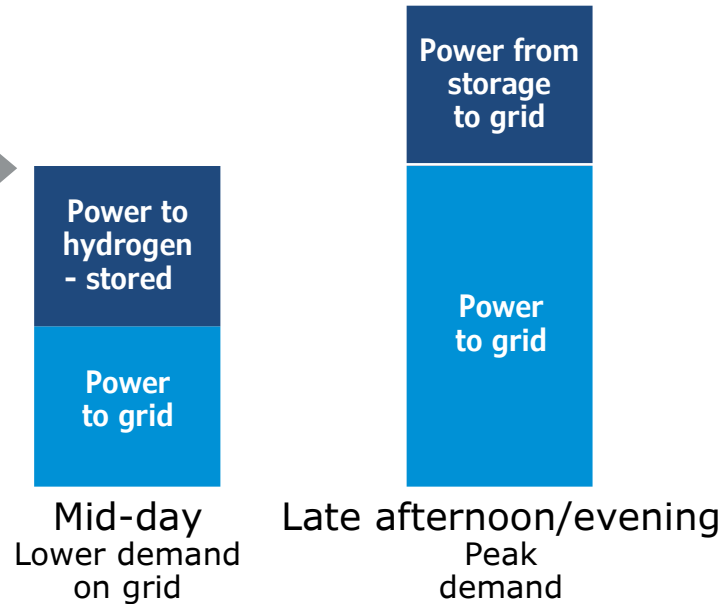 Power from
storage
to grid
Power to
hydrogen
- stored
Power
to grid
Power
to grid
Mid-day
Lower demand
on grid
Late afternoon/evening
Peak
demand